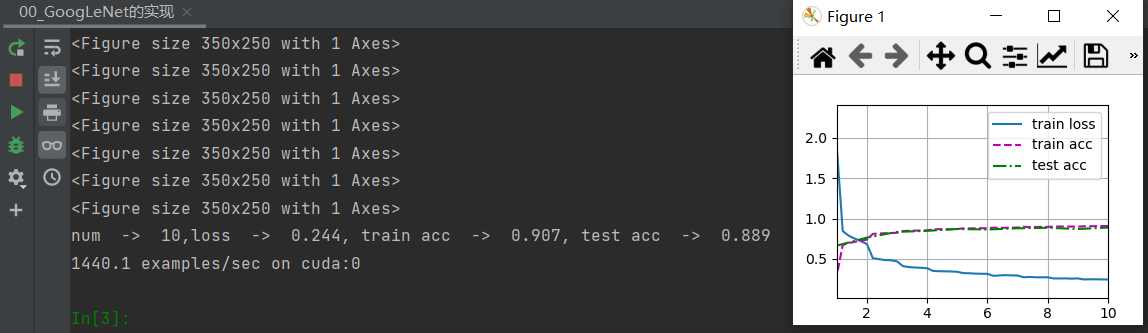 00_GoogLeNet的实现
<Figure size 350x250 with 1 Axes>
<Figure size 350x250 with 1 Axes>
<Figure size 350x250 with 1 Axes>
<Figure size 350x250 with 1 Axes>
<Figure size 350x250 with 1 Axes>
<Figure size 350x250 with 1 Axes>
<Figure size 350x250 with 1 Axes>
num  ->  10,loss  ->  0.244, train acc  ->  0.907, test acc  ->  0.889
1440.1 examples/sec on cuda:0
In[3]:
Figure 1
train loss
train acc
test acc
2.0
1.5
1.0
0.5
2 4 6 8 10